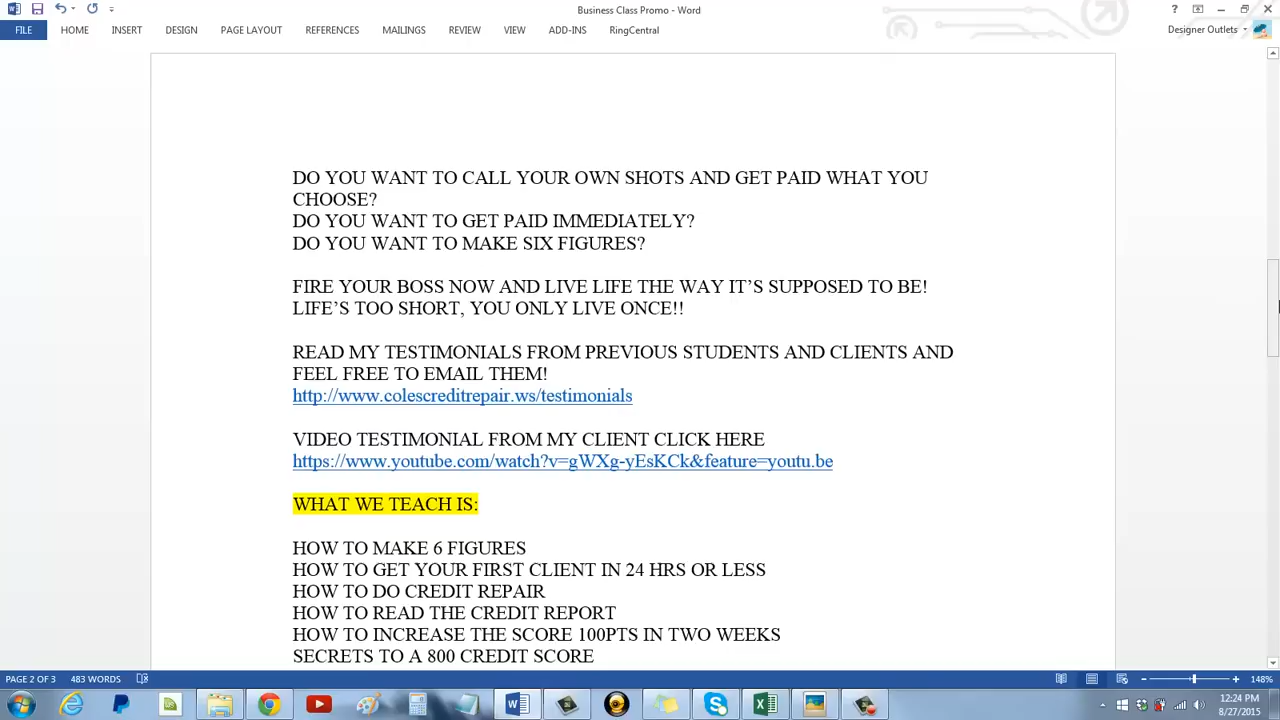 Business Class Promo - Word
FILE HOME INSERT DESIGN PAGE LAYOUT REFERENCES MAILINGS REVIEW VIEW ADD-INS RingCentral Designer Outlets
DO YOU WANT TO CALL YOUR OWN SHOTS AND GET PAID WHAT YOU
CHOOSE?
DO YOU WANT TO GET PAID IMMEDIATELY?
DO YOU WANT TO MAKE SIX FIGURES?
FIRE YOUR BOSS NOW AND LIVE LIFE THE WAY IT’S SUPPOSED TO BE!
LIFE’S TOO SHORT, YOU ONLY LIVE ONCE!!
READ MY TESTIMONIALS FROM PREVIOUS STUDENTS AND CLIENTS AND
FEEL FREE TO EMAIL THEM!
http://www.colescreditrepair.ws/testimonials
VIDEO TESTIMONIAL FROM MY CLIENT CLICK HERE
https://www.youtube.com/watch?v=gWXg-yEsKCk&feature=youtu.be
WHAT WE TEACH IS:
HOW TO MAKE 6 FIGURES
HOW TO GET YOUR FIRST CLIENT IN 24 HRS OR LESS
HOW TO DO CREDIT REPAIR
HOW TO READ THE CREDIT REPORT
HOW TO INCREASE THE SCORE 100PTS IN TWO WEEKS
SECRETS TO A 800 CREDIT SCORE
PAGE 2 OF 3 483 WORDS 148%
12:24 PM
8/27/2015